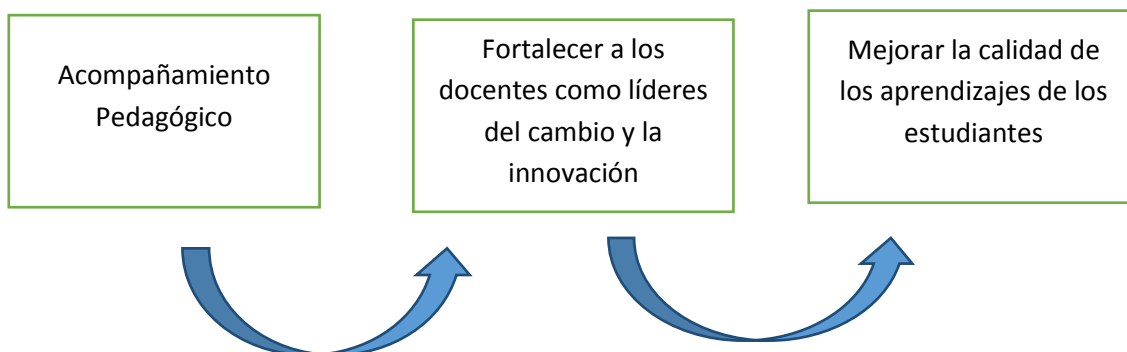 Acompañamiento
Pedagógico
Fortalecer a los
docentes como líderes
del cambio y la
innovación
Mejorar la calidad de
los aprendizajes de los
estudiantes